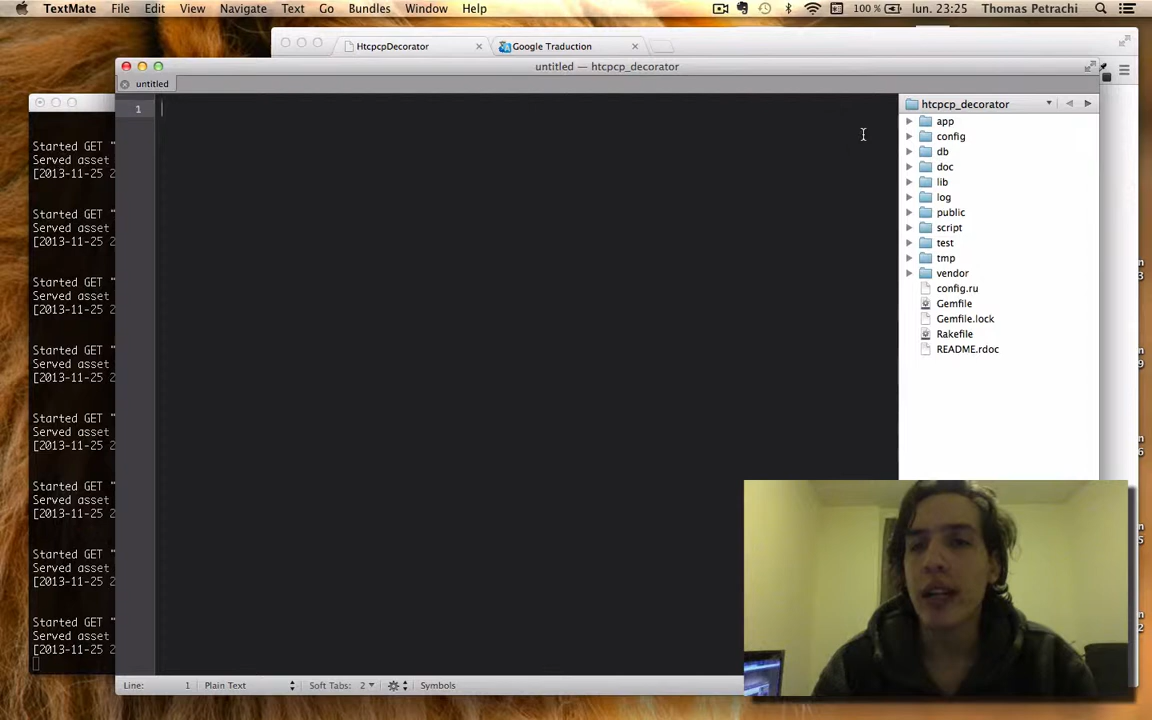 TextMate File Edit View Navigate Text Go Bundles Window Help 100 % lun. 23:25 Thomas Petrachi
HtcpcpDecorator Google Traduction
untitled — htcpcp_decorator
untitled
1
htcpcp_decorator
app
config
db
doc
lib
log
public
script
test
tmp
vendor
config.ru
Gemfile
Gemfile.lock
Rakefile
README.rdoc
Started GET "
Served asset
[2013-11-25 2
Started GET "
Served asset
[2013-11-25 2
Started GET "
Served asset
[2013-11-25 2
Started GET "
Served asset
[2013-11-25 2
Started GET "
Served asset
[2013-11-25 2
Started GET "
Served asset
[2013-11-25 2
Started GET "
Served asset
[2013-11-25 2
Started GET "
Served asset
[2013-11-25 2
Line: 1 Plain Text Soft Tabs: 2 Symbols